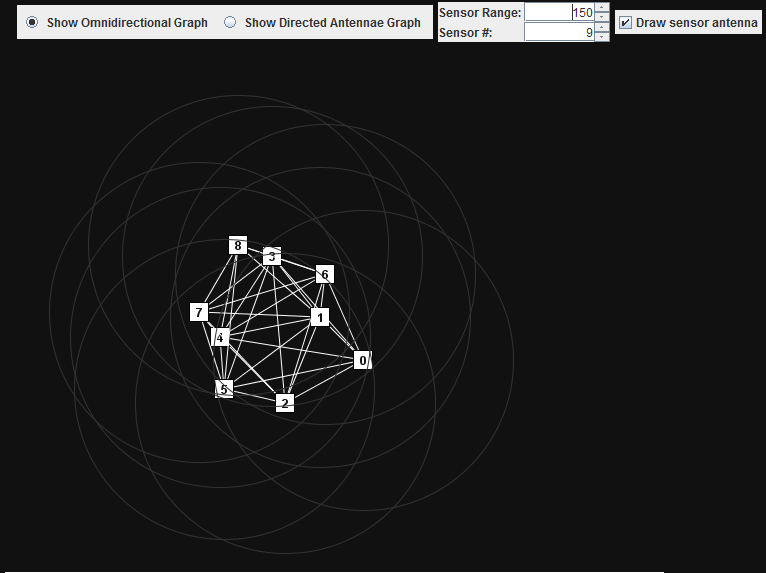 Show Omnidirectional Graph
Show Directed Antennae Graph
Sensor Range: 150
Sensor #: 9
Draw sensor antenna
8
3
6
7
1
4
0
5
2